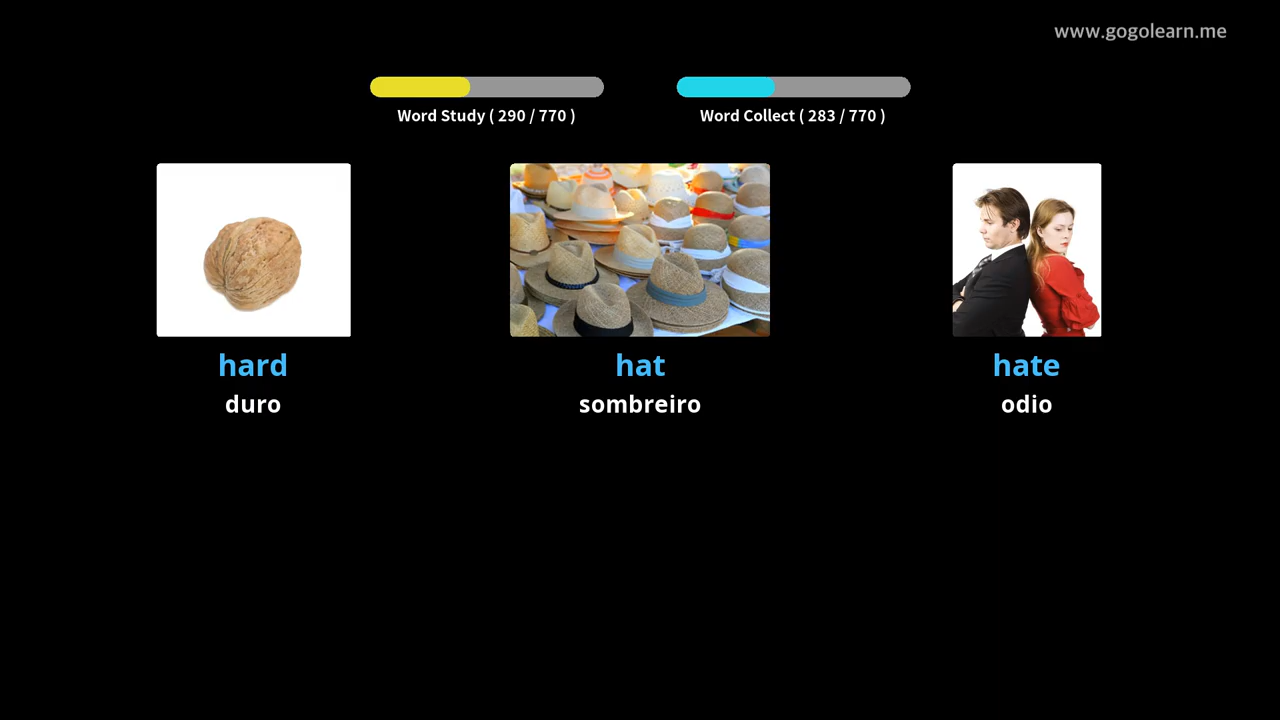 www.gogolearn.me
Word Study ( 290 / 770 )
Word Collect ( 283 / 770 )
hard
duro
hat
sombreiro
hate
odio